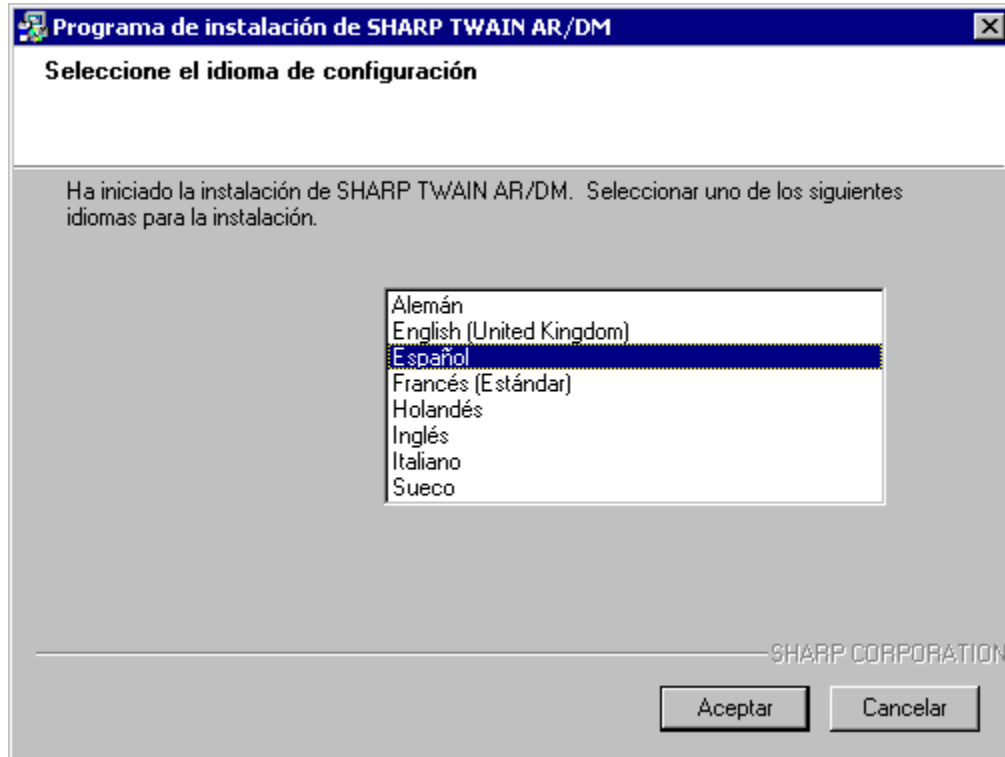 Programa de instalación de SHARP TWAIN AR/DM
Seleccione el idioma de configuración
Ha iniciado la instalación de SHARP TWAIN AR/DM.  Seleccionar uno de los siguientes
idiomas para la instalación.
Alemán
English (United Kingdom)
Español
Francés (Estándar)
Holandés
Inglés
Italiano
Sueco
SHARP CORPORATION
Aceptar Cancelar